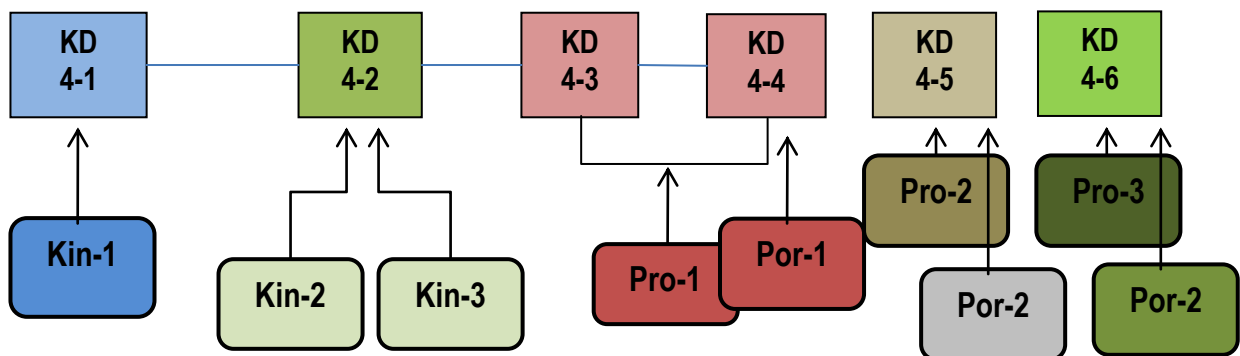 KD
4-1
KD
4-2
KD
4-3
KD
4-4
KD
4-5
KD
4-6
Kin-1
Kin-2
Kin-3
Pro-1
Por-1
Pro-2
Por-2
Pro-3
Por-2